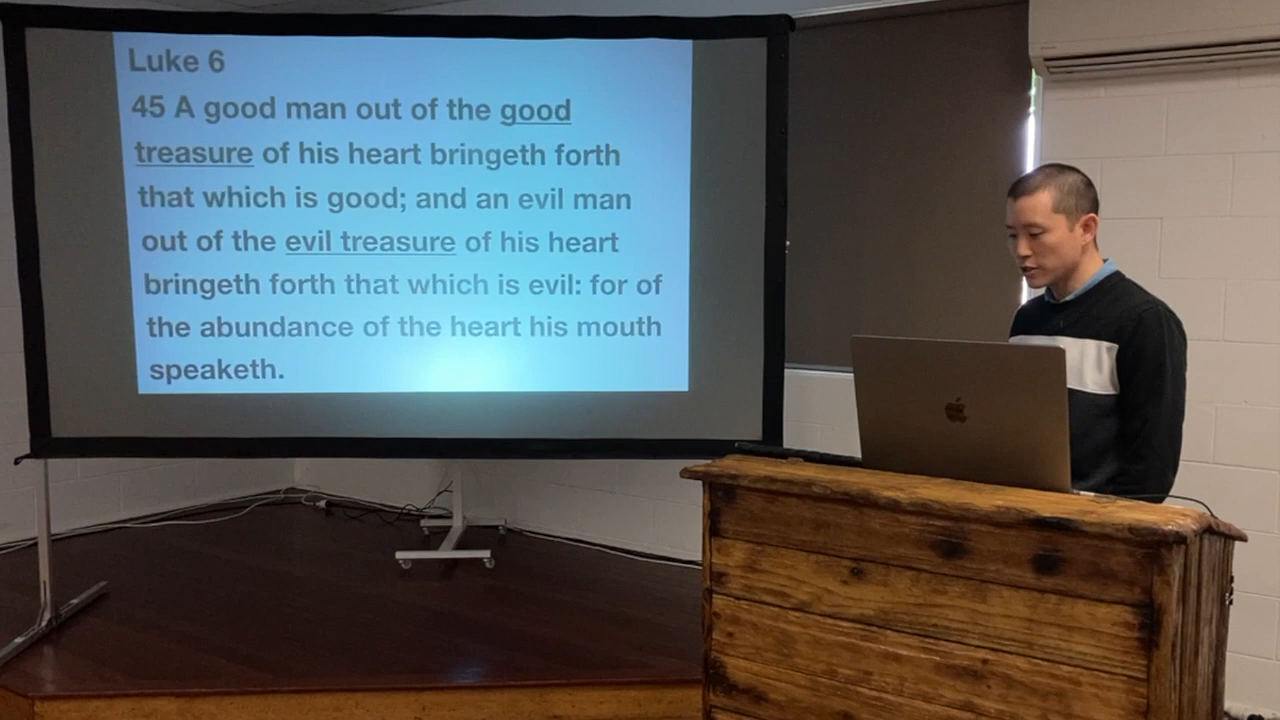 Luke 6
45 A good man out of the good
treasure of his heart bringeth forth
that which is good; and an evil man
out of the evil treasure of his heart
bringeth forth that which is evil: for of
the abundance of the heart his mouth
speaketh.